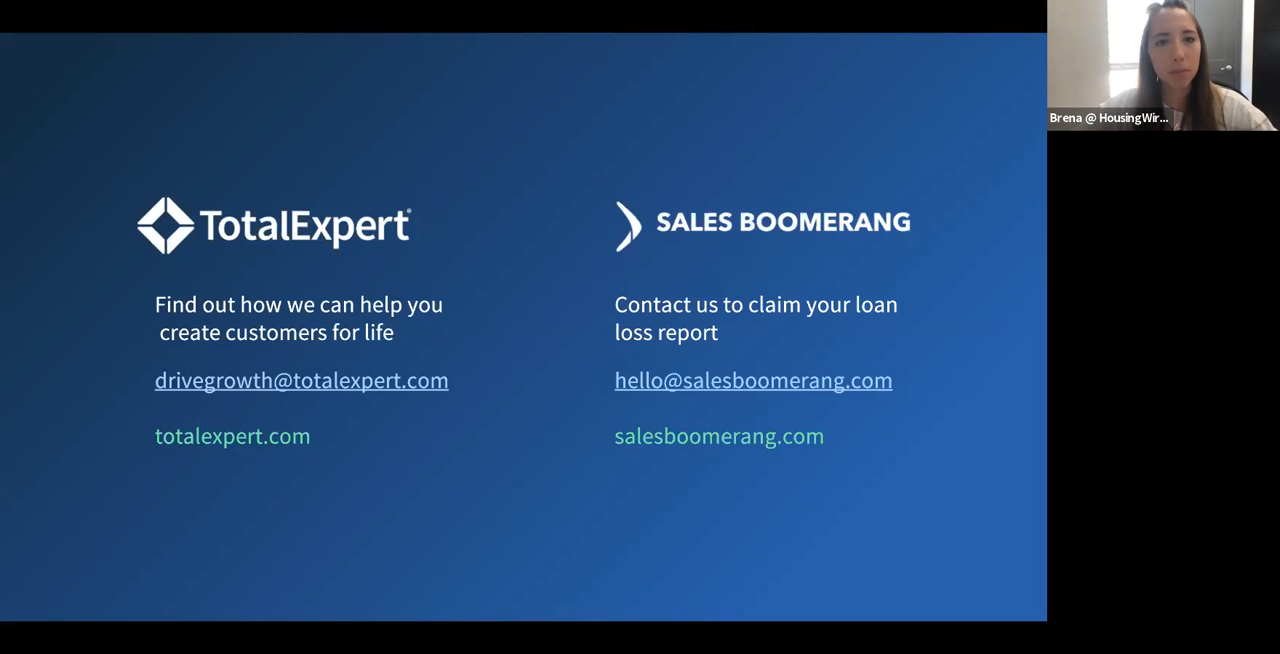 TotalExpert®
Find out how we can help you
create customers for life
drivegrowth@totalexpert.com
totalexpert.com
SALES BOOMERANG
Contact us to claim your loan
loss report
hello@salesboomerang.com
salesboomerang.com
Brena @ HousingWir...